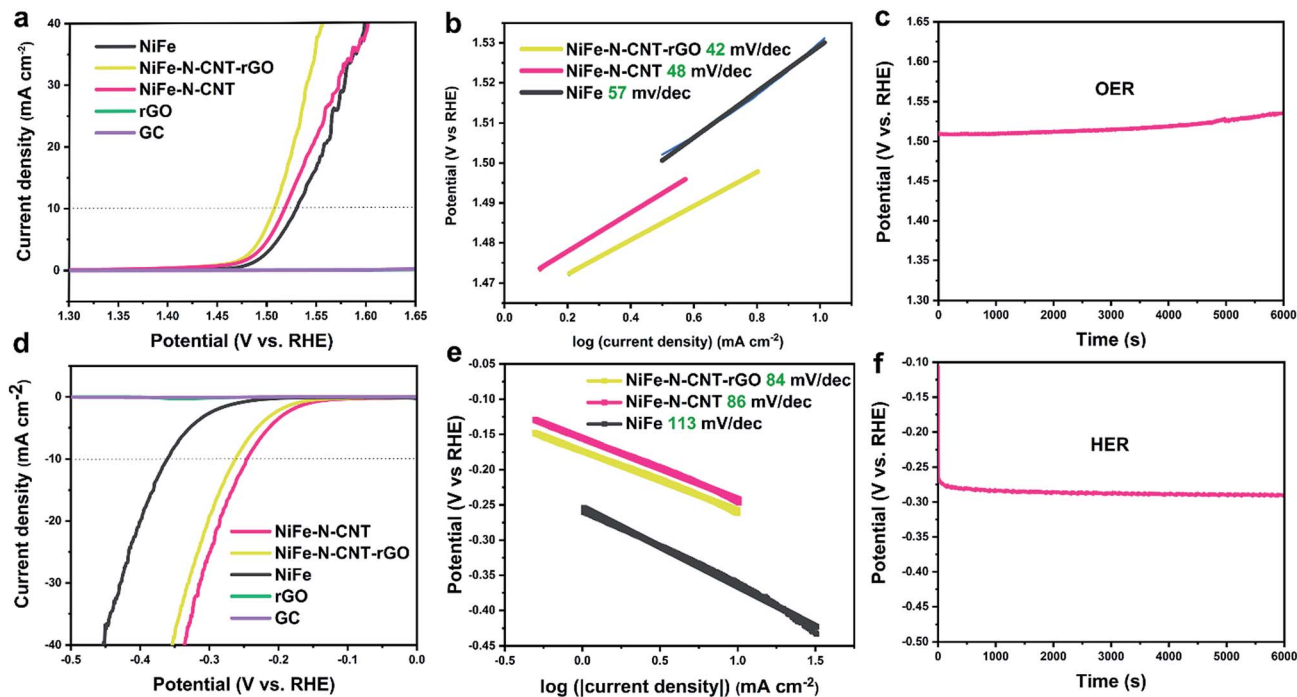 a
40
30
20
10
0
Current density (mA cm-2)
NiFe
NiFe-N-CNT-rGO
NiFe-N-CNT
rGO
GC
1.30 1.35 1.40 1.45 1.50 1.55 1.60 1.65
Potential (V vs. RHE)
b
1.53
1.52
1.51
1.50
1.49
1.48
1.47
Potential (V vs RHE)
NiFe-N-CNT-rGO 42 mV/dec
NiFe-N-CNT 48 mV/dec
NiFe 57 mv/dec
0.0 0.2 0.4 0.6 0.8 1.0
log (current density) (mA cm-2)
c
1.65
1.60
1.55
1.50
1.45
1.40
1.35
1.30
Potential (V vs. RHE)
OER
0 1000 2000 3000 4000 5000 6000
Time (s)
d
0
-10
-20
-30
-40
Current density (mA cm-2)
NiFe-N-CNT
NiFe-N-CNT-rGO
NiFe
rGO
GC
-0.5 -0.4 -0.3 -0.2 -0.1 0.0
Potential (V vs. RHE)
e
-0.05
-0.10
-0.15
-0.20
-0.25
-0.30
-0.35
-0.40
-0.45
Potential (V vs RHE)
NiFe-N-CNT-rGO 84 mV/dec
NiFe-N-CNT 86 mV/dec
NiFe 113 mV/dec
0.0 0.5 1.0 1.5
log (|current density|) (mA cm-2)
f
-0.10
-0.15
-0.20
-0.25
-0.30
-0.35
-0.40
-0.45
-0.50
Potential (V vs. RHE)
HER
0 1000 2000 3000 4000 5000 6000
Time (s)